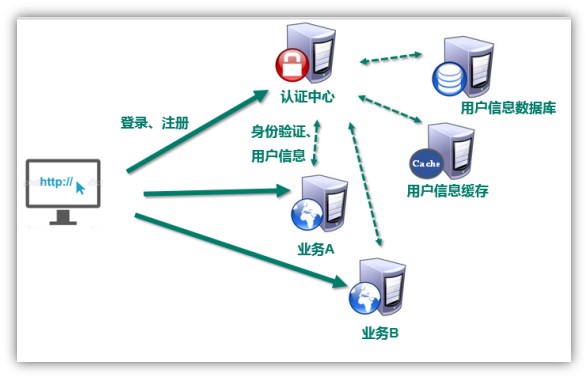 认证中心
用户信息数据库
登录、注册
身份验证、
用户信息
Cache
用户信息缓存
http://
业务A
业务B